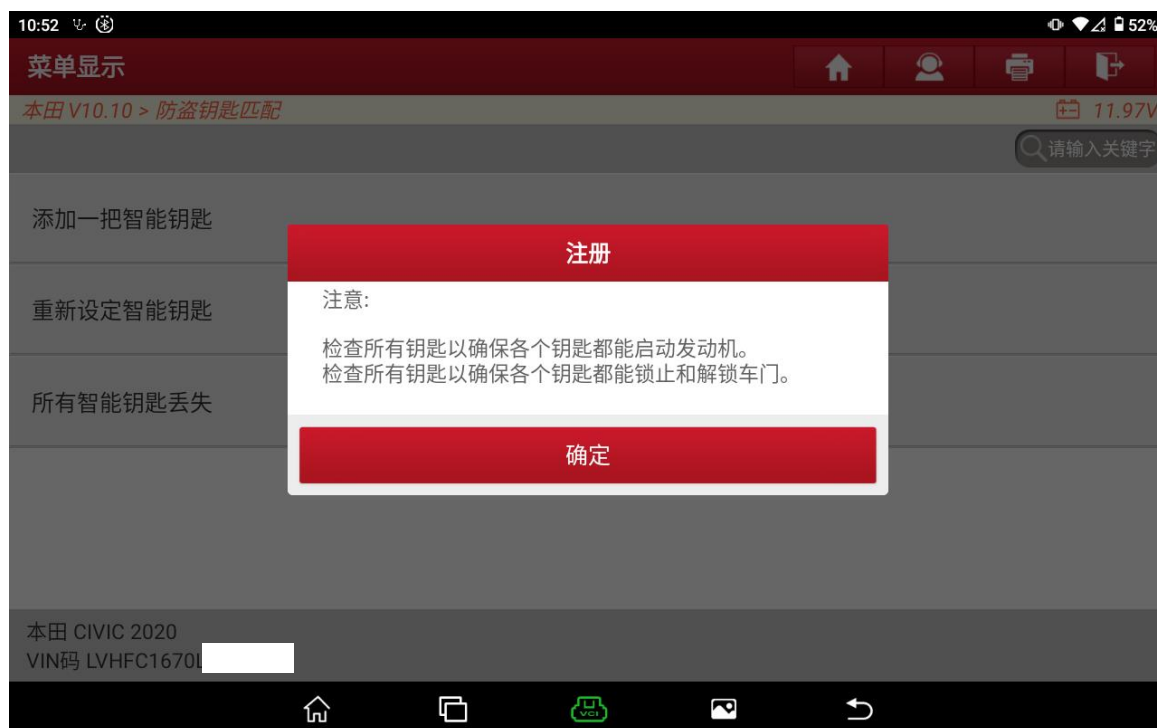 10:52
52%
菜单显示
本田 V10.10 > 防盗钥匙匹配
11.97V
请输入关键字
添加一把智能钥匙
注册
注意:
重新设定智能钥匙
检查所有钥匙以确保各个钥匙都能启动发动机。
检查所有钥匙以确保各个钥匙都能锁止和解锁车门。
所有智能钥匙丢失
确定
本田 CIVIC 2020
VIN码 LVHFC1670L
VCI